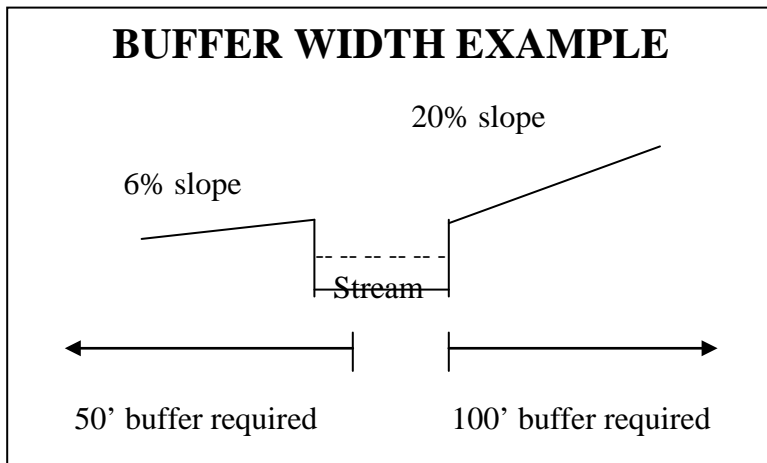 BUFFER WIDTH EXAMPLE
20% slope
6% slope
Stream
50’ buffer required
100’ buffer required